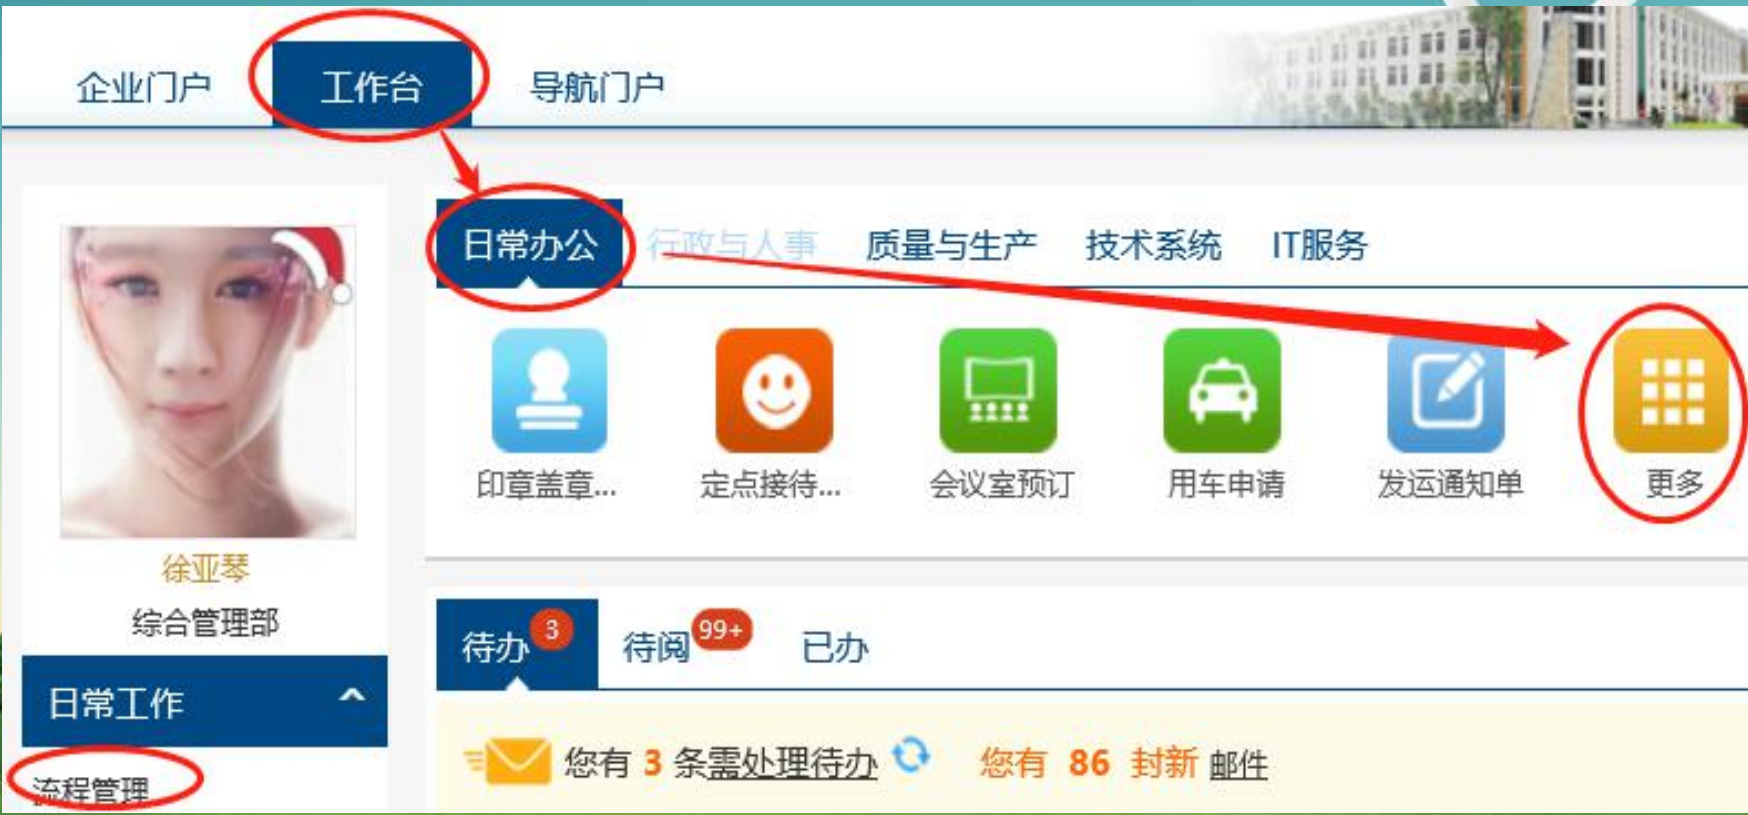 企业门户 工作台 导航门户
日常办公 行政与人事 质量与生产 技术系统 IT服务
印章盖章... 定点接待... 会议室预订 用车申请 发运通知单 更多
徐亚琴
综合管理部
待办 3 待阅 99+ 已办
日常工作
您有 3 条需处理待办 您有 86 封新 邮件
流程管理